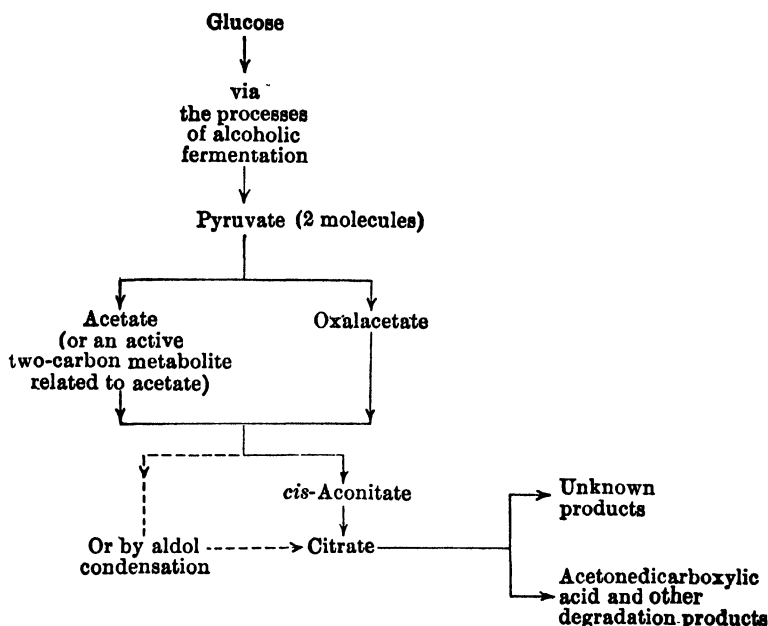 Glucose
via
the processes
of alcoholic
fermentation
Pyruvate (2 molecules)
Acetate
(or an active
two-carbon metabolite
related to acetate)
Oxalacetate
cis-Aconitate
Or by aldol
condensation
Citrate
Unknown
products
Acetonedicarboxylic
acid and other
degradation products